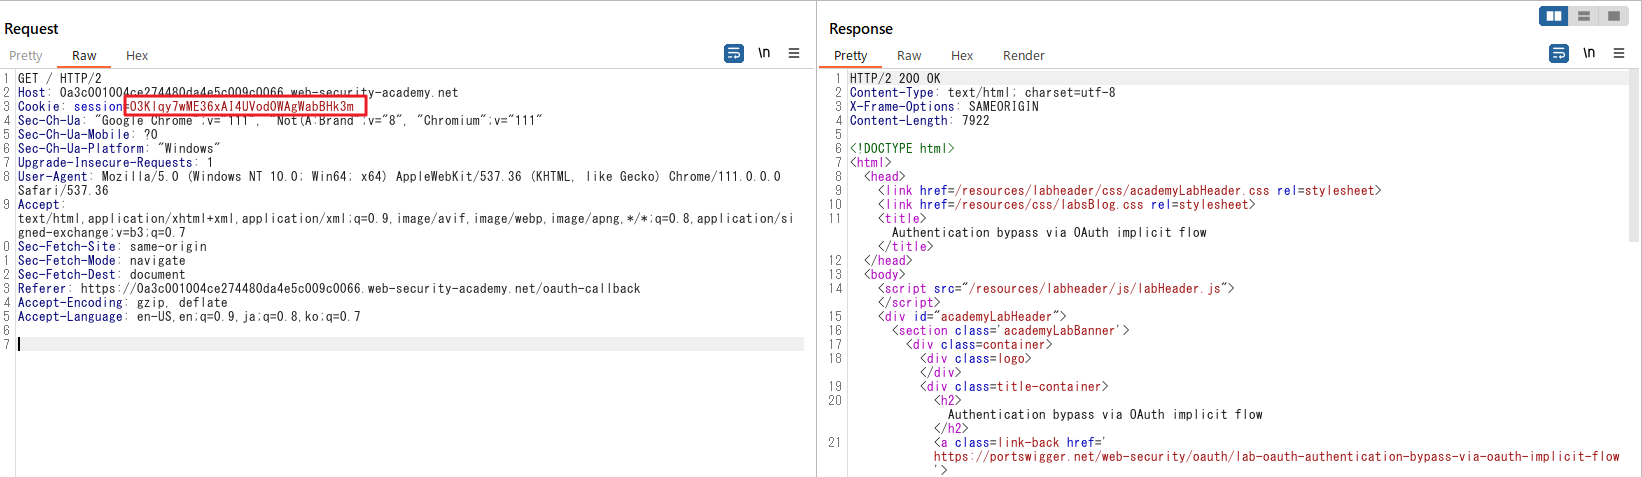 Request
Pretty Raw Hex \n
1 GET / HTTP/2
2 Host: 0a3c001004ce274480da4e5c009c0066.web-security-academy.net
3 Cookie: session=O3KIqy7wME36xAI4UVodOWAgWabBHk3m
4 Sec-Ch-Ua: "Google Chrome";v="111", "Not(A:Brand";v="8", "Chromium";v="111"
5 Sec-Ch-Ua-Mobile: ?0
6 Sec-Ch-Ua-Platform: "Windows"
7 Upgrade-Insecure-Requests: 1
8 User-Agent: Mozilla/5.0 (Windows NT 10.0; Win64; x64) AppleWebKit/537.36 (KHTML, like Gecko) Chrome/111.0.0.0
Safari/537.36
9 Accept:
text/html,application/xhtml+xml,application/xml;q=0.9,image/avif,image/webp,image/apng,*/*;q=0.8,application/si
gned-exchange;v=b3;q=0.7
0 Sec-Fetch-Site: same-origin
1 Sec-Fetch-Mode: navigate
2 Sec-Fetch-Dest: document
3 Referer: https://0a3c001004ce274480da4e5c009c0066.web-security-academy.net/oauth-callback
4 Accept-Encoding: gzip, deflate
5 Accept-Language: en-US,en;q=0.9,ja;q=0.8,ko;q=0.7
6
7
Response
Pretty Raw Hex Render \n
1 HTTP/2 200 OK
2 Content-Type: text/html; charset=utf-8
3 X-Frame-Options: SAMEORIGIN
4 Content-Length: 7922
5
6 <!DOCTYPE html>
7 <html>
8 <head>
9 <link href=/resources/labheader/css/academyLabHeader.css rel=stylesheet>
10 <link href=/resources/css/labsBlog.css rel=stylesheet>
11 <title>
Authentication bypass via OAuth implicit flow
</title>
12 </head>
13 <body>
14 <script src="/resources/labheader/js/labHeader.js">
</script>
15 <div id="academyLabHeader">
16 <section class='academyLabBanner'>
17 <div class=container>
18 <div class=logo>
</div>
19 <div class=title-container>
20 <h2>
Authentication bypass via OAuth implicit flow
</h2>
21 <a class=link-back href='
https://portswigger.net/web-security/oauth/lab-oauth-authentication-bypass-via-oauth-implicit-flow
'>